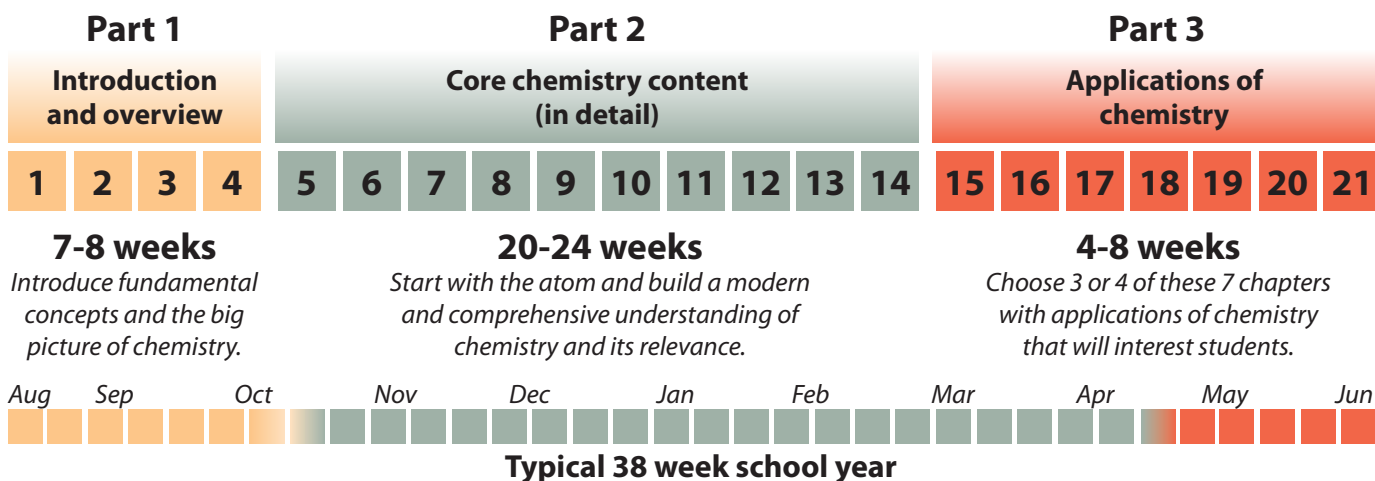 Part 1
Introduction
and overview
1 2 3 4
7-8 weeks
Introduce fundamental
concepts and the big
picture of chemistry.
Part 2
Core chemistry content
(in detail)
5 6 7 8 9 10 11 12 13 14
20-24 weeks
Start with the atom and build a modern
and comprehensive understanding of
chemistry and its relevance.
Part 3
Applications of
chemistry
15 16 17 18 19 20 21
4-8 weeks
Choose 3 or 4 of these 7 chapters
with applications of chemistry
that will interest students.
Aug Sep Oct Nov Dec Jan Feb Mar Apr May Jun
Typical 38 week school year